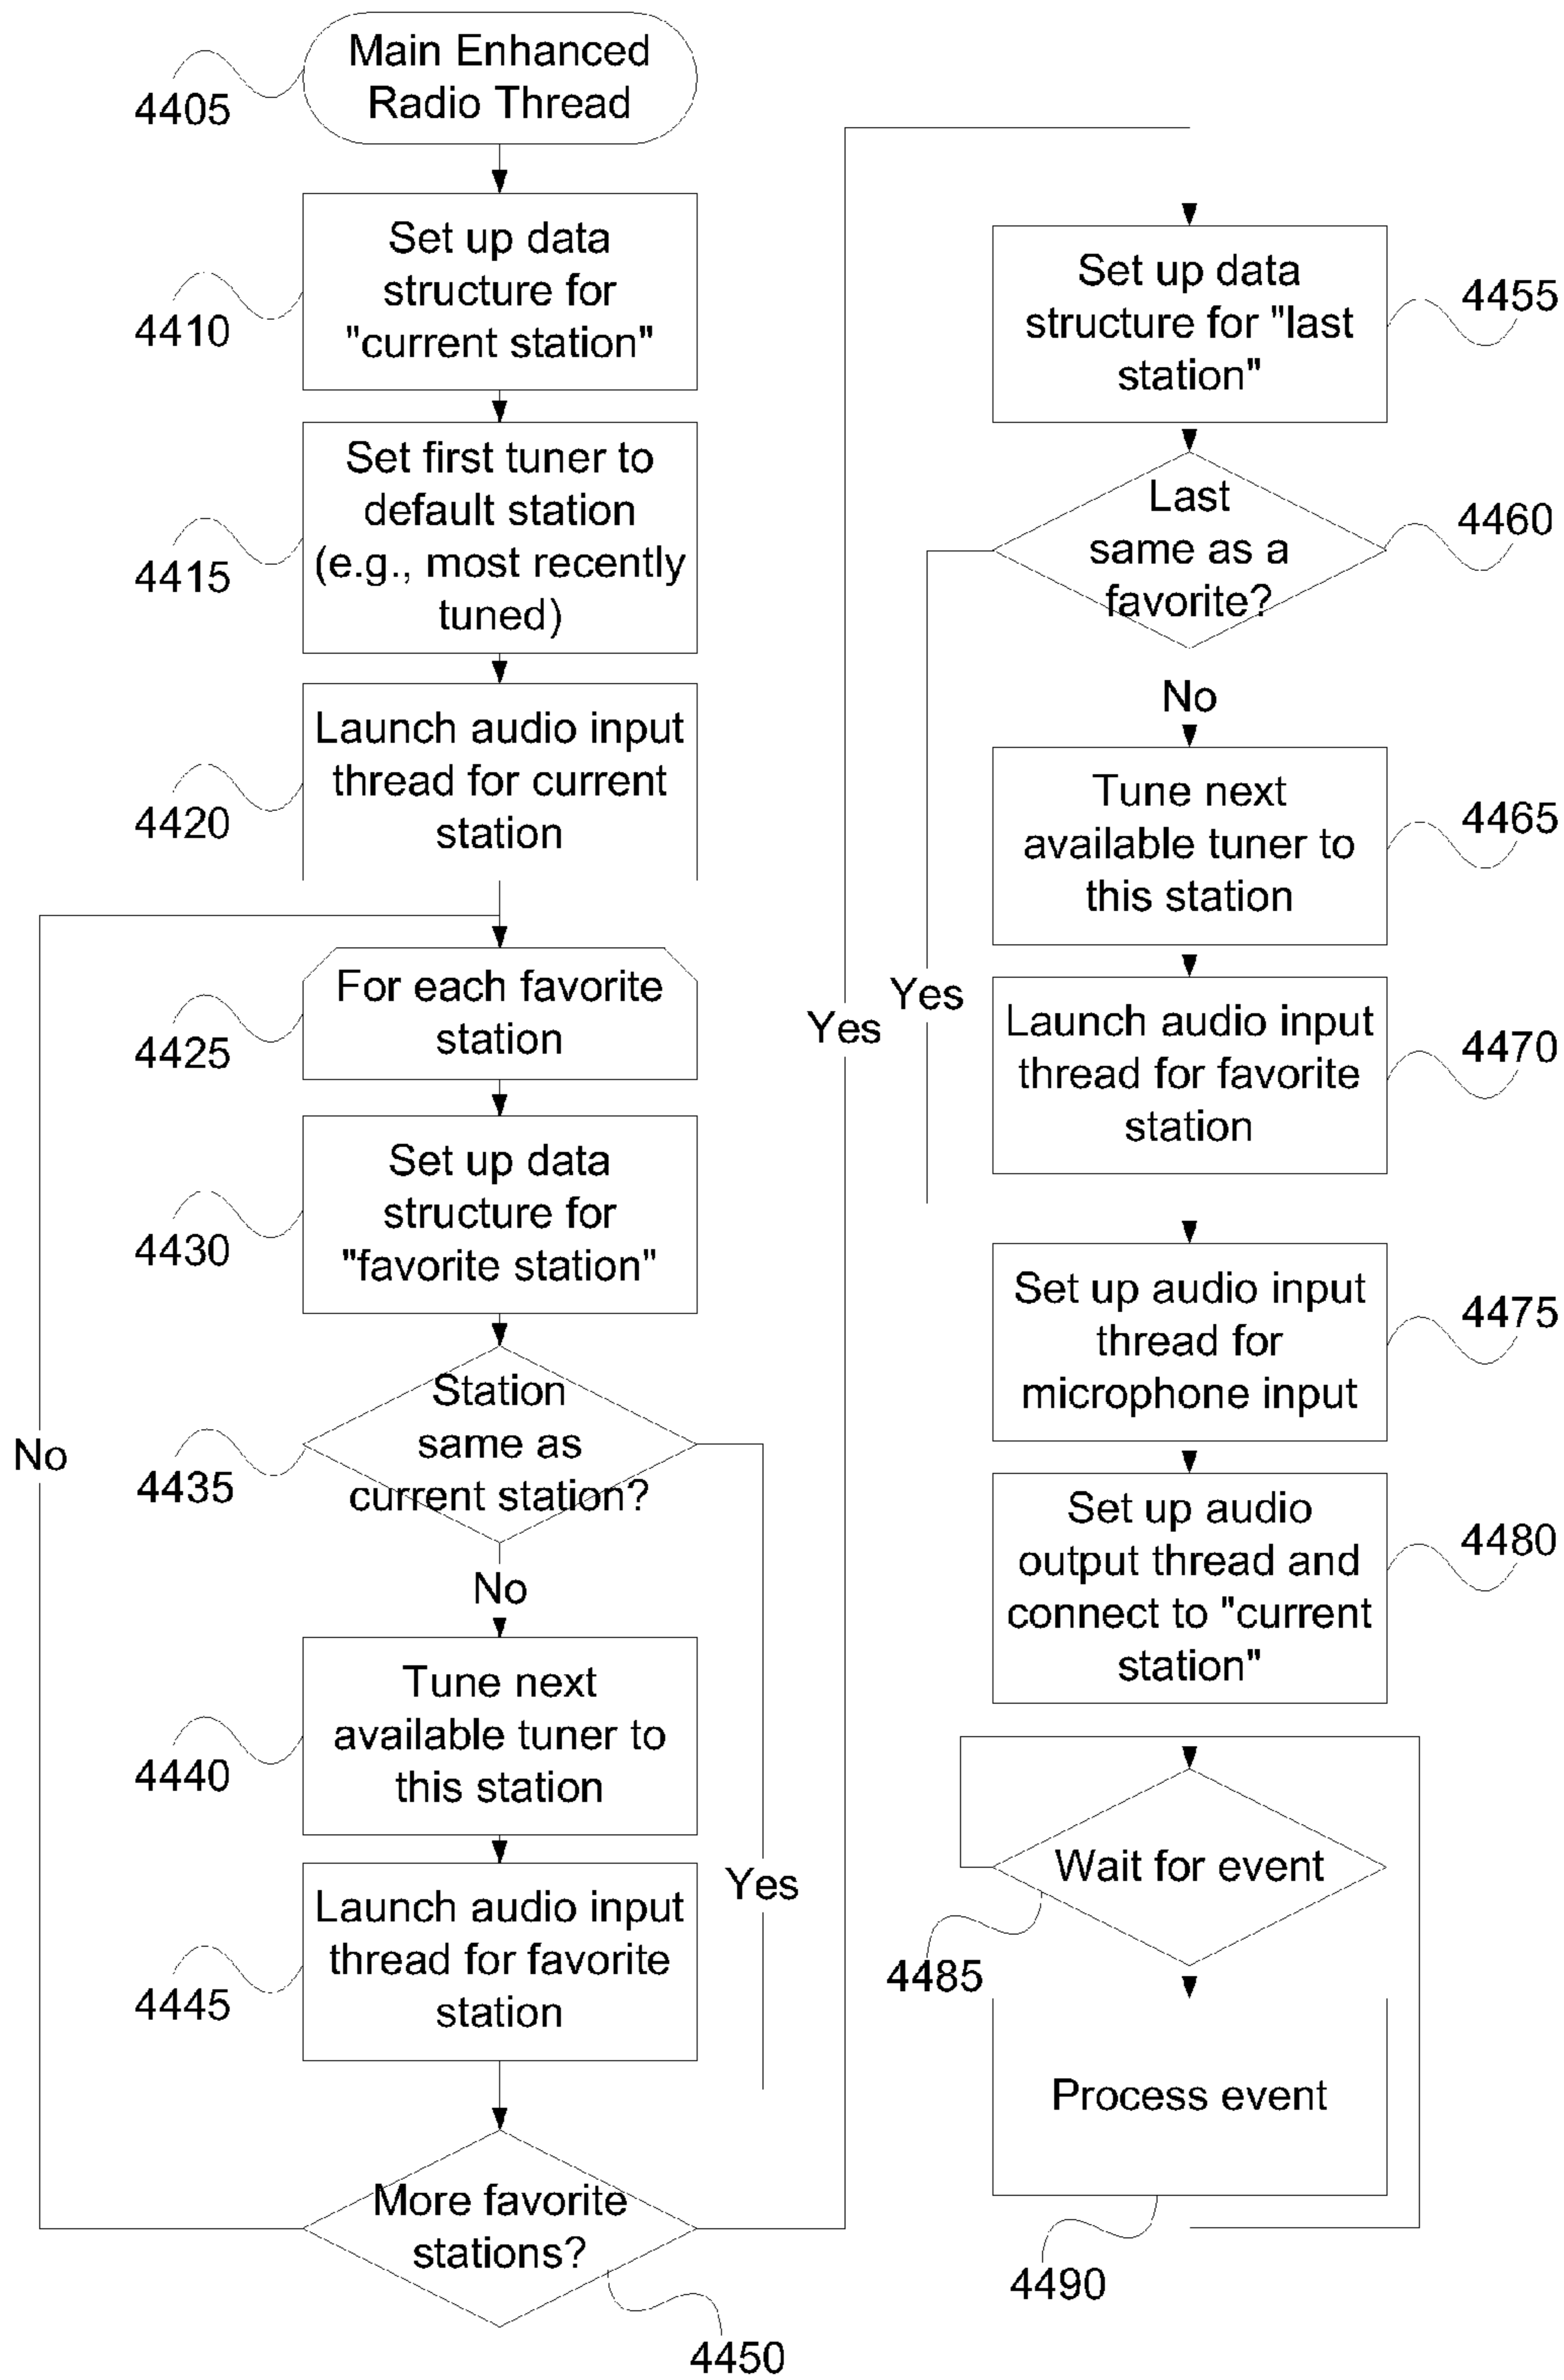 Main Enhanced
Radio Thread
4405
Set up data
structure for
"current station"
4410
Set first tuner to
default station
(e.g., most recently
tuned)
4415
Launch audio input
thread for current
station
4420
For each favorite
station
4425
Set up data
structure for
"favorite station"
4430
Station
same as
current station?
4435
No
No
Tune next
available tuner to
this station
4440
Launch audio input
thread for favorite
station
4445
Yes
More favorite
stations?
4450
Yes
Set up data
structure for "last
station"
4455
Last
same as a
favorite?
4460
No
Yes
Tune next
available tuner to
this station
4465
Launch audio input
thread for favorite
station
4470
Set up audio input
thread for
microphone input
4475
Set up audio
output thread and
connect to "current
station"
4480
Wait for event
4485
Process event
4490